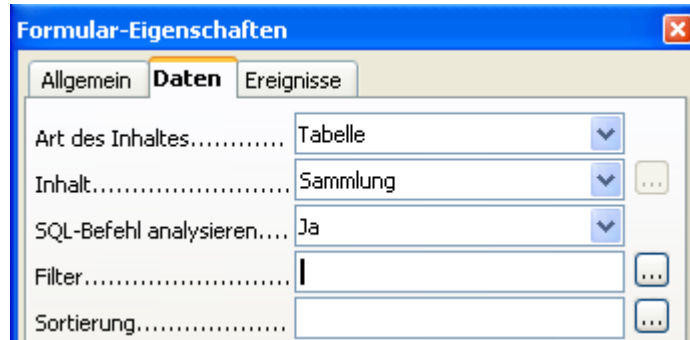 Formular-Eigenschaften
Allgemein Daten Ereignisse
Art des Inhaltes............ Tabelle
Inhalt........................ Sammlung ...
SQL-Befehl analysieren.... Ja
Filter......................... ...
Sortierung.................. ...